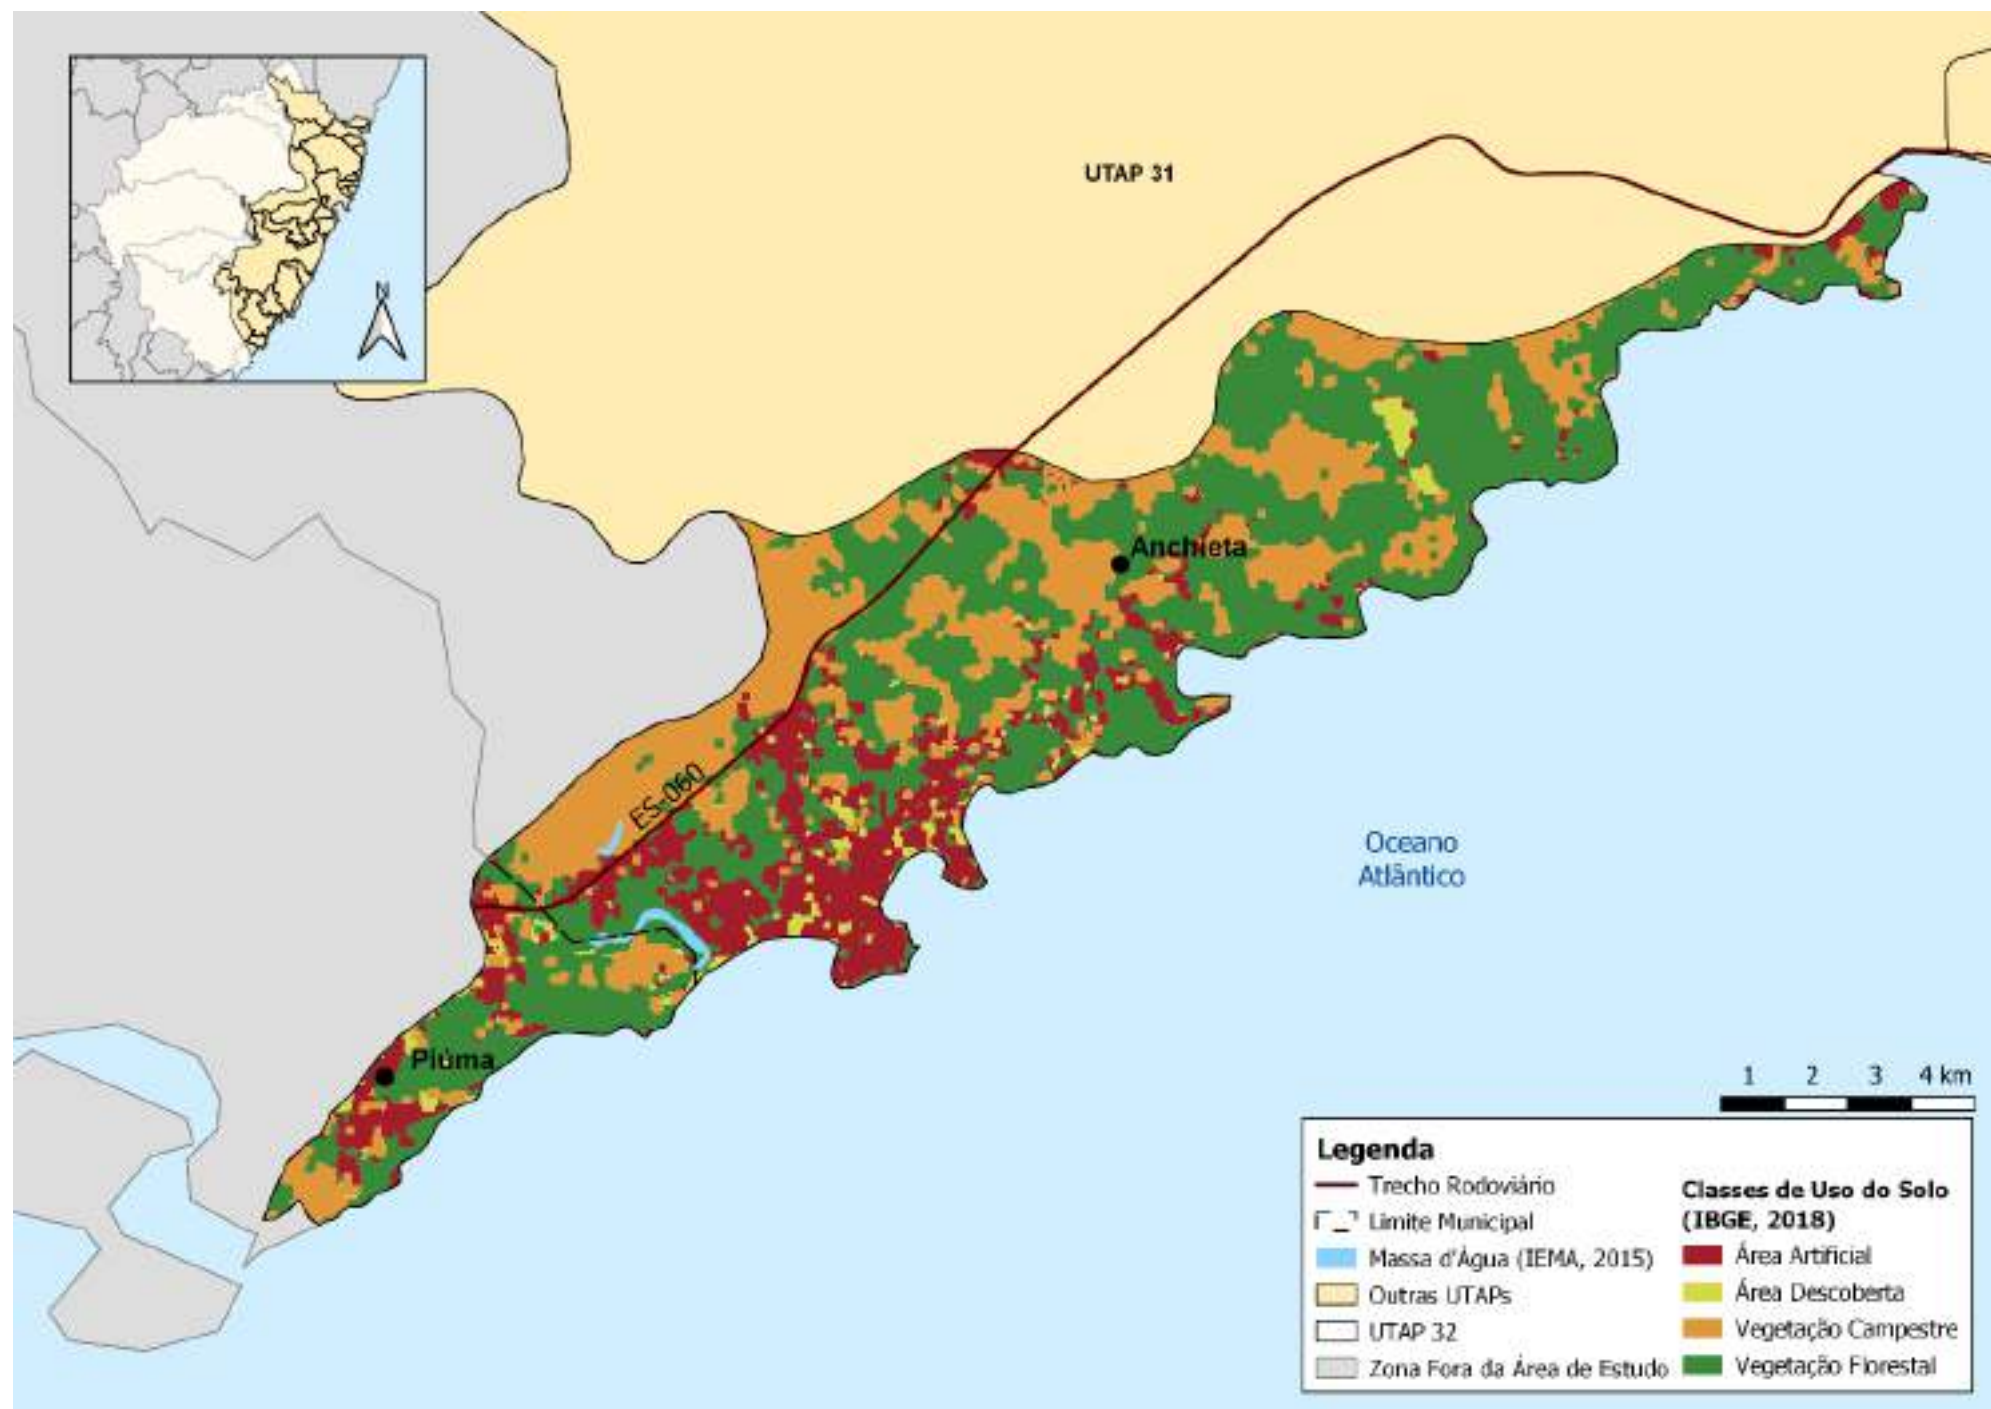 N
UTAP 31
Anchieta
ES-060
Oceano
Atlântico
Piúma
1 2 3 4 km
Legenda
Trecho Rodoviário
Limite Municipal
Massa d'Água (IEMA, 2015)
Outras UTAPs
UTAP 32
Zona Fora da Área de Estudo
Classes de Uso do Solo
(IBGE, 2018)
Área Artificial
Área Descoberta
Vegetação Campestre
Vegetação Florestal